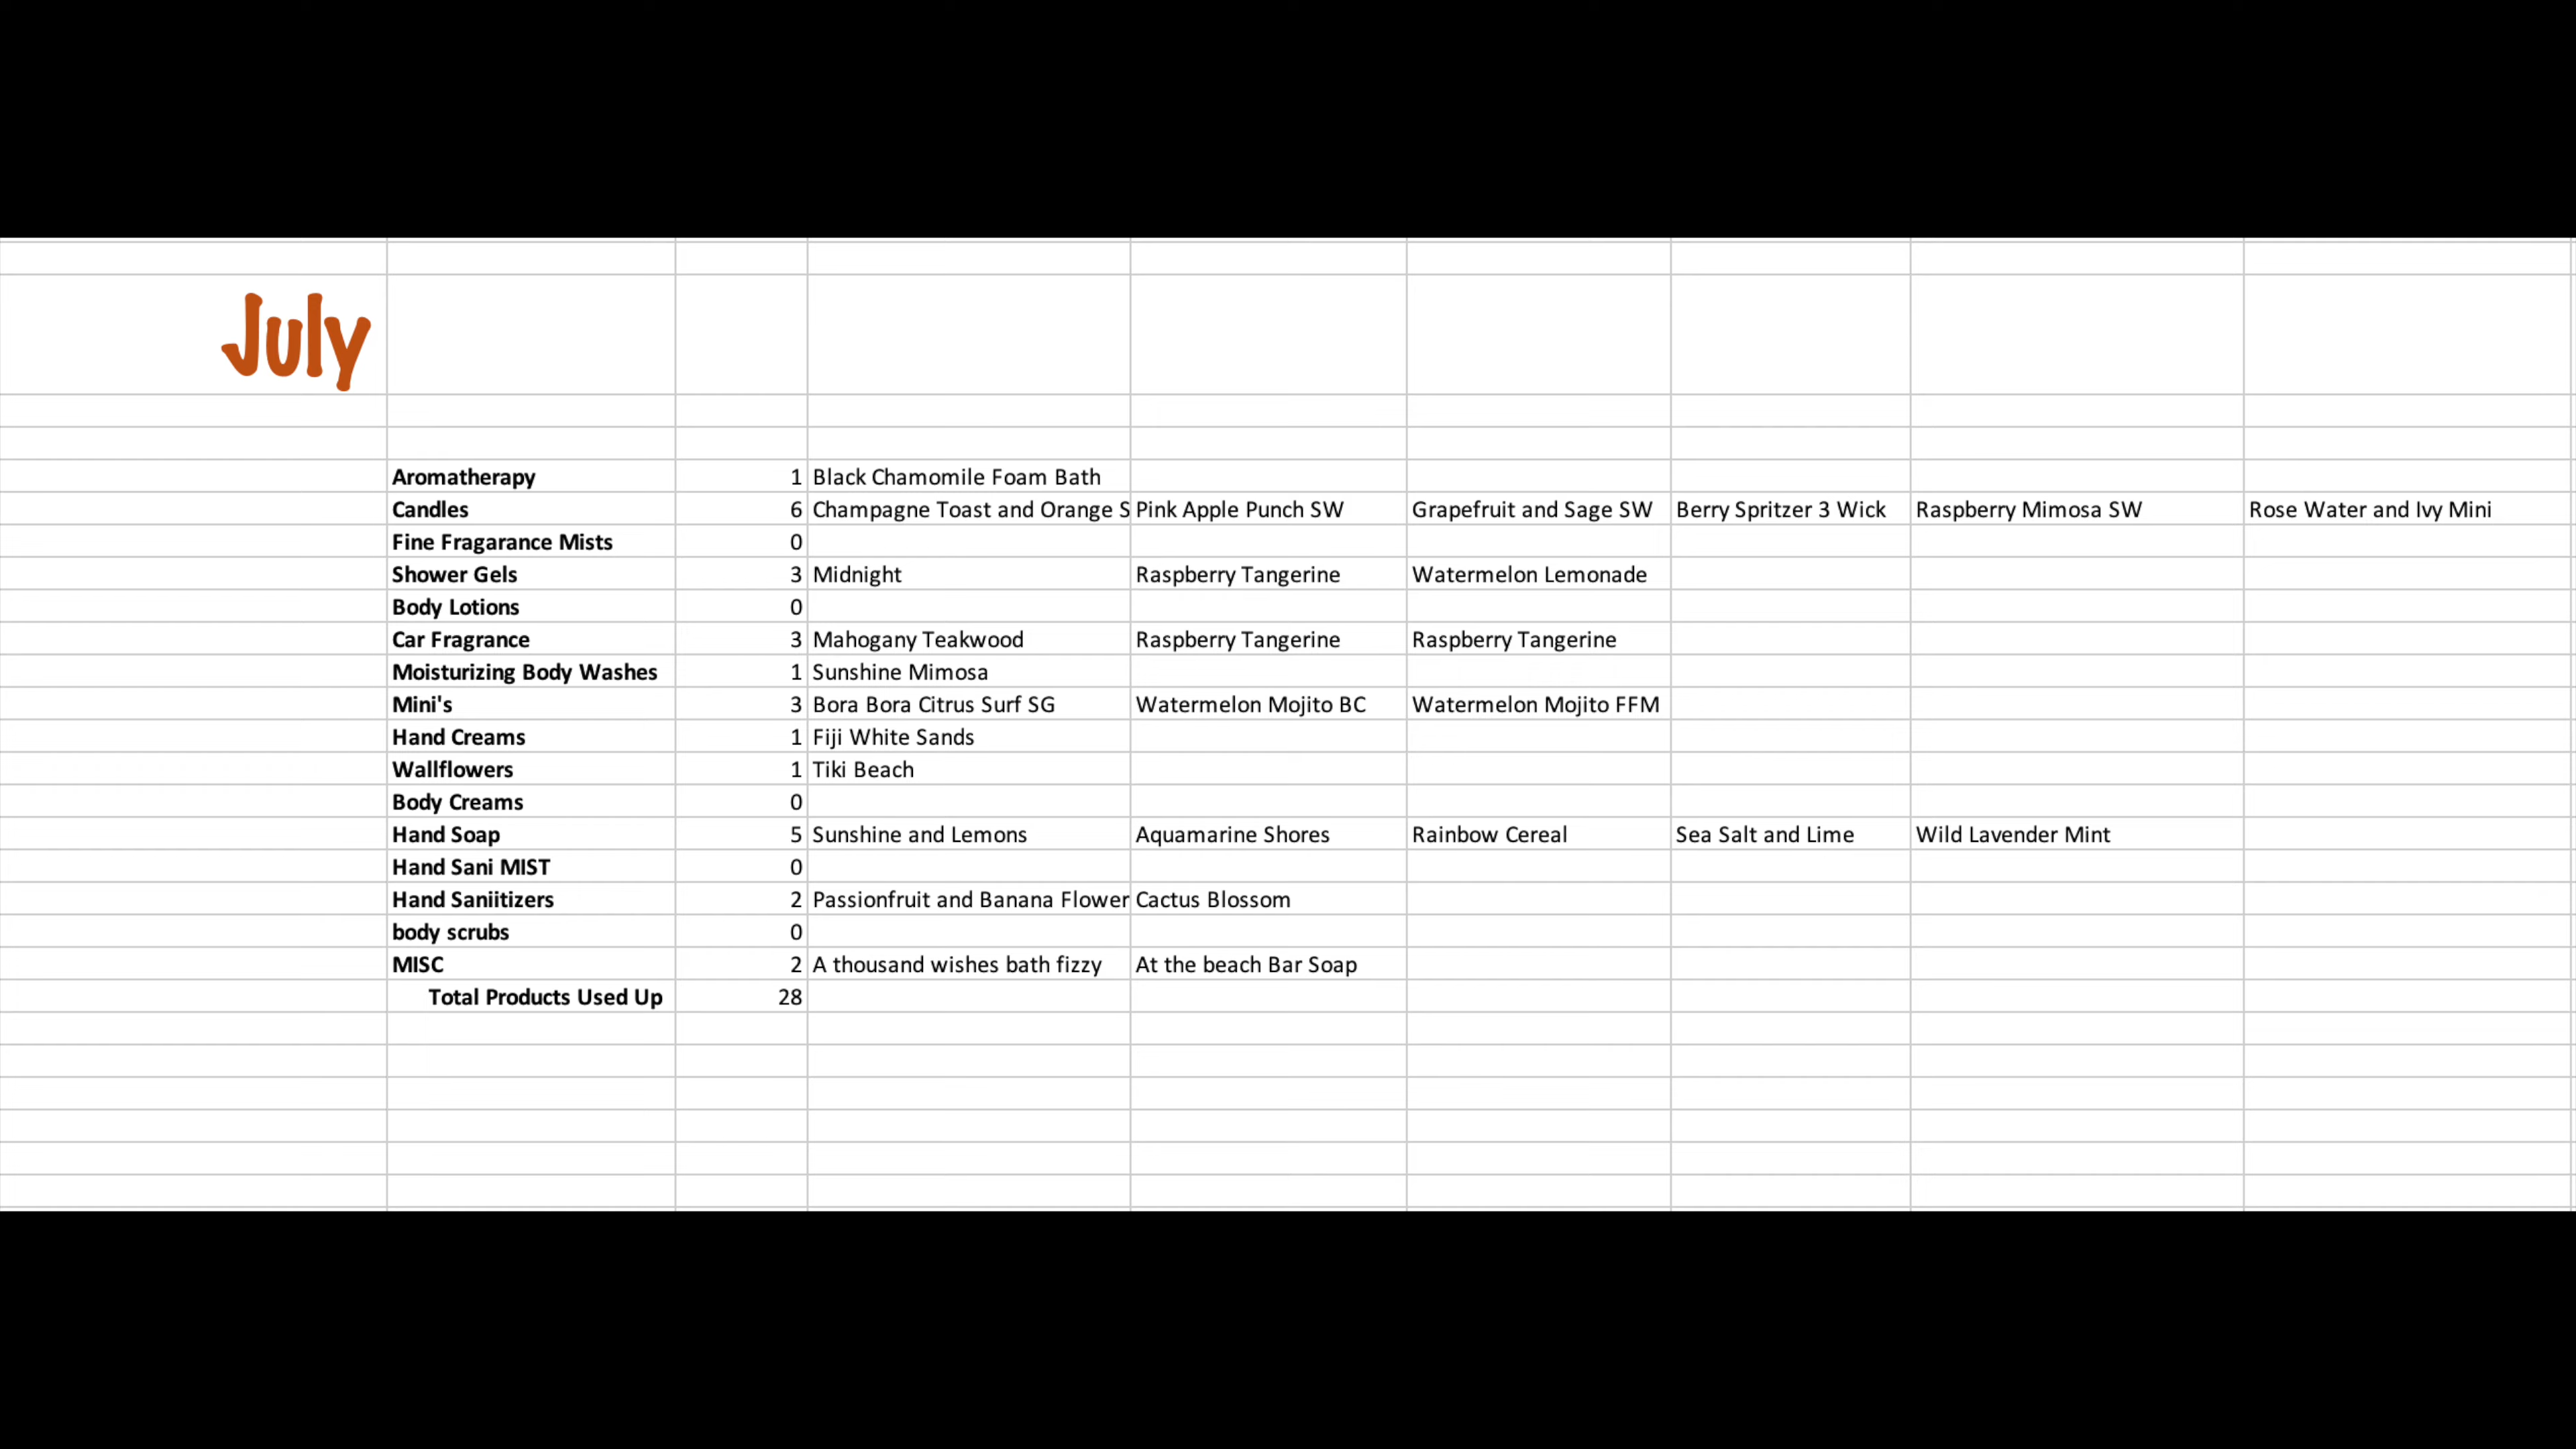 July
Aromatherapy 1 Black Chamomile Foam Bath
Candles 6 Champagne Toast and Orange S Pink Apple Punch SW Grapefruit and Sage SW Berry Spritzer 3 Wick Raspberry Mimosa SW Rose Water and Ivy Mini
Fine Fragarance Mists 0
Shower Gels 3 Midnight Raspberry Tangerine Watermelon Lemonade
Body Lotions 0
Car Fragrance 3 Mahogany Teakwood Raspberry Tangerine Raspberry Tangerine
Moisturizing Body Washes 1 Sunshine Mimosa
Mini's 3 Bora Bora Citrus Surf SG Watermelon Mojito BC Watermelon Mojito FFM
Hand Creams 1 Fiji White Sands
Wallflowers 1 Tiki Beach
Body Creams 0
Hand Soap 5 Sunshine and Lemons Aquamarine Shores Rainbow Cereal Sea Salt and Lime Wild Lavender Mint
Hand Sani MIST 0
Hand Saniitizers 2 Passionfruit and Banana Flower Cactus Blossom
body scrubs 0
MISC 2 A thousand wishes bath fizzy At the beach Bar Soap
Total Products Used Up 28